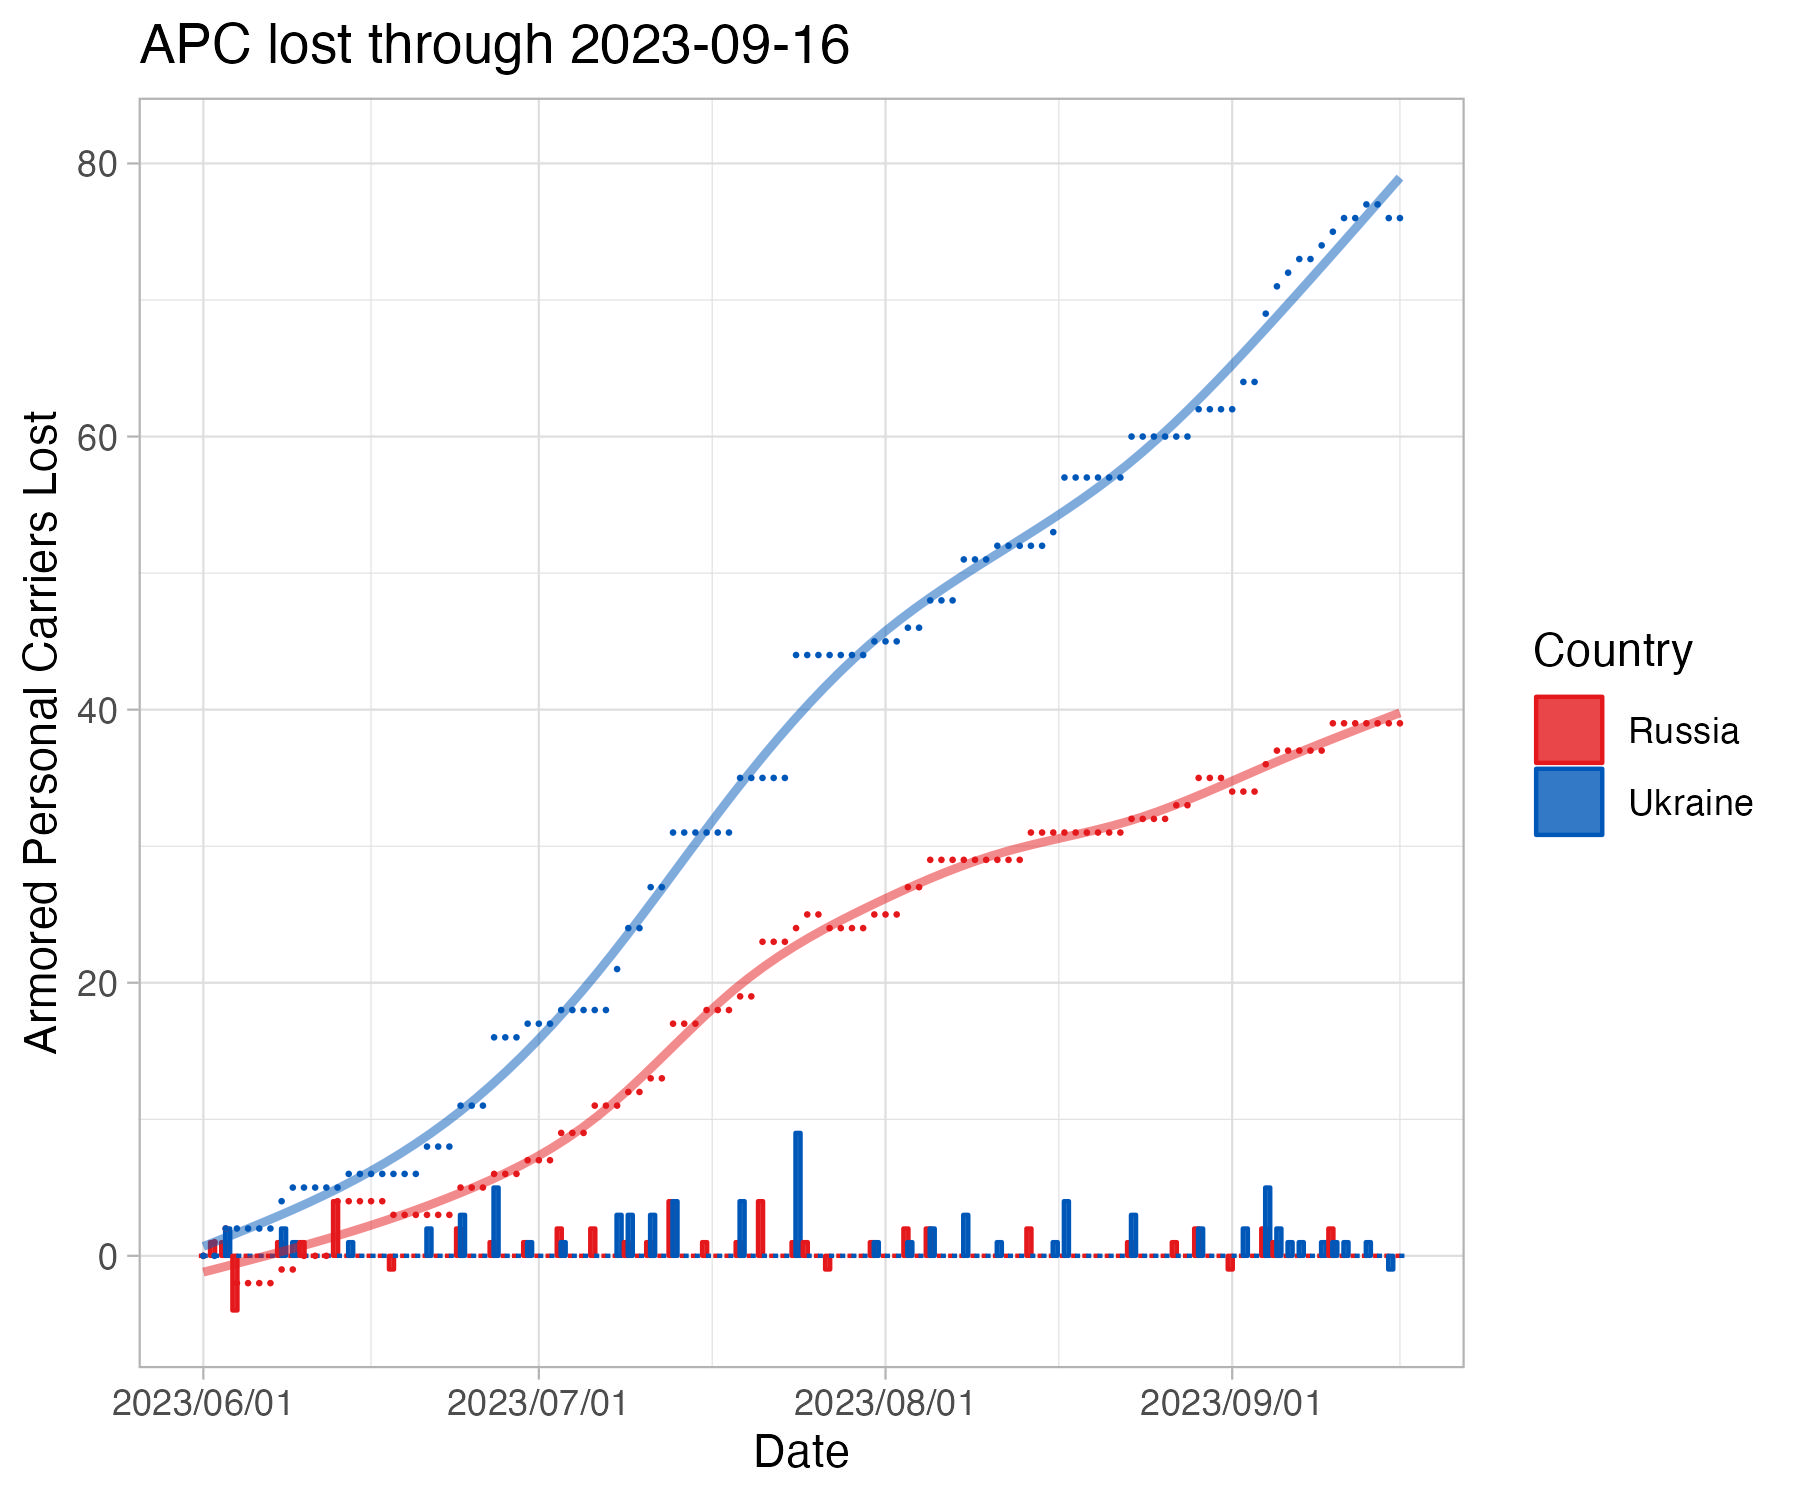 APC lost through 2023-09-16
Armored Personal Carriers Lost
80
60
40
20
0
2023/06/01
2023/07/01
2023/08/01
2023/09/01
Date
Country
Russia
Ukraine